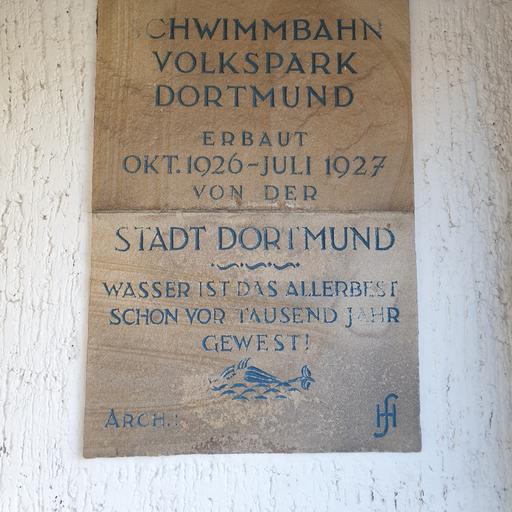 SCHWIMMBAHN
VOLKSPARK
DORTMUND
ERBAUT
OKT. 1926-JULI 1927
VON DER
STADT DORTMUND
WASSER IST DAS ALLERBEST
SCHON VOR TAUSEND JAHR
GEWEST!
ARCH.: